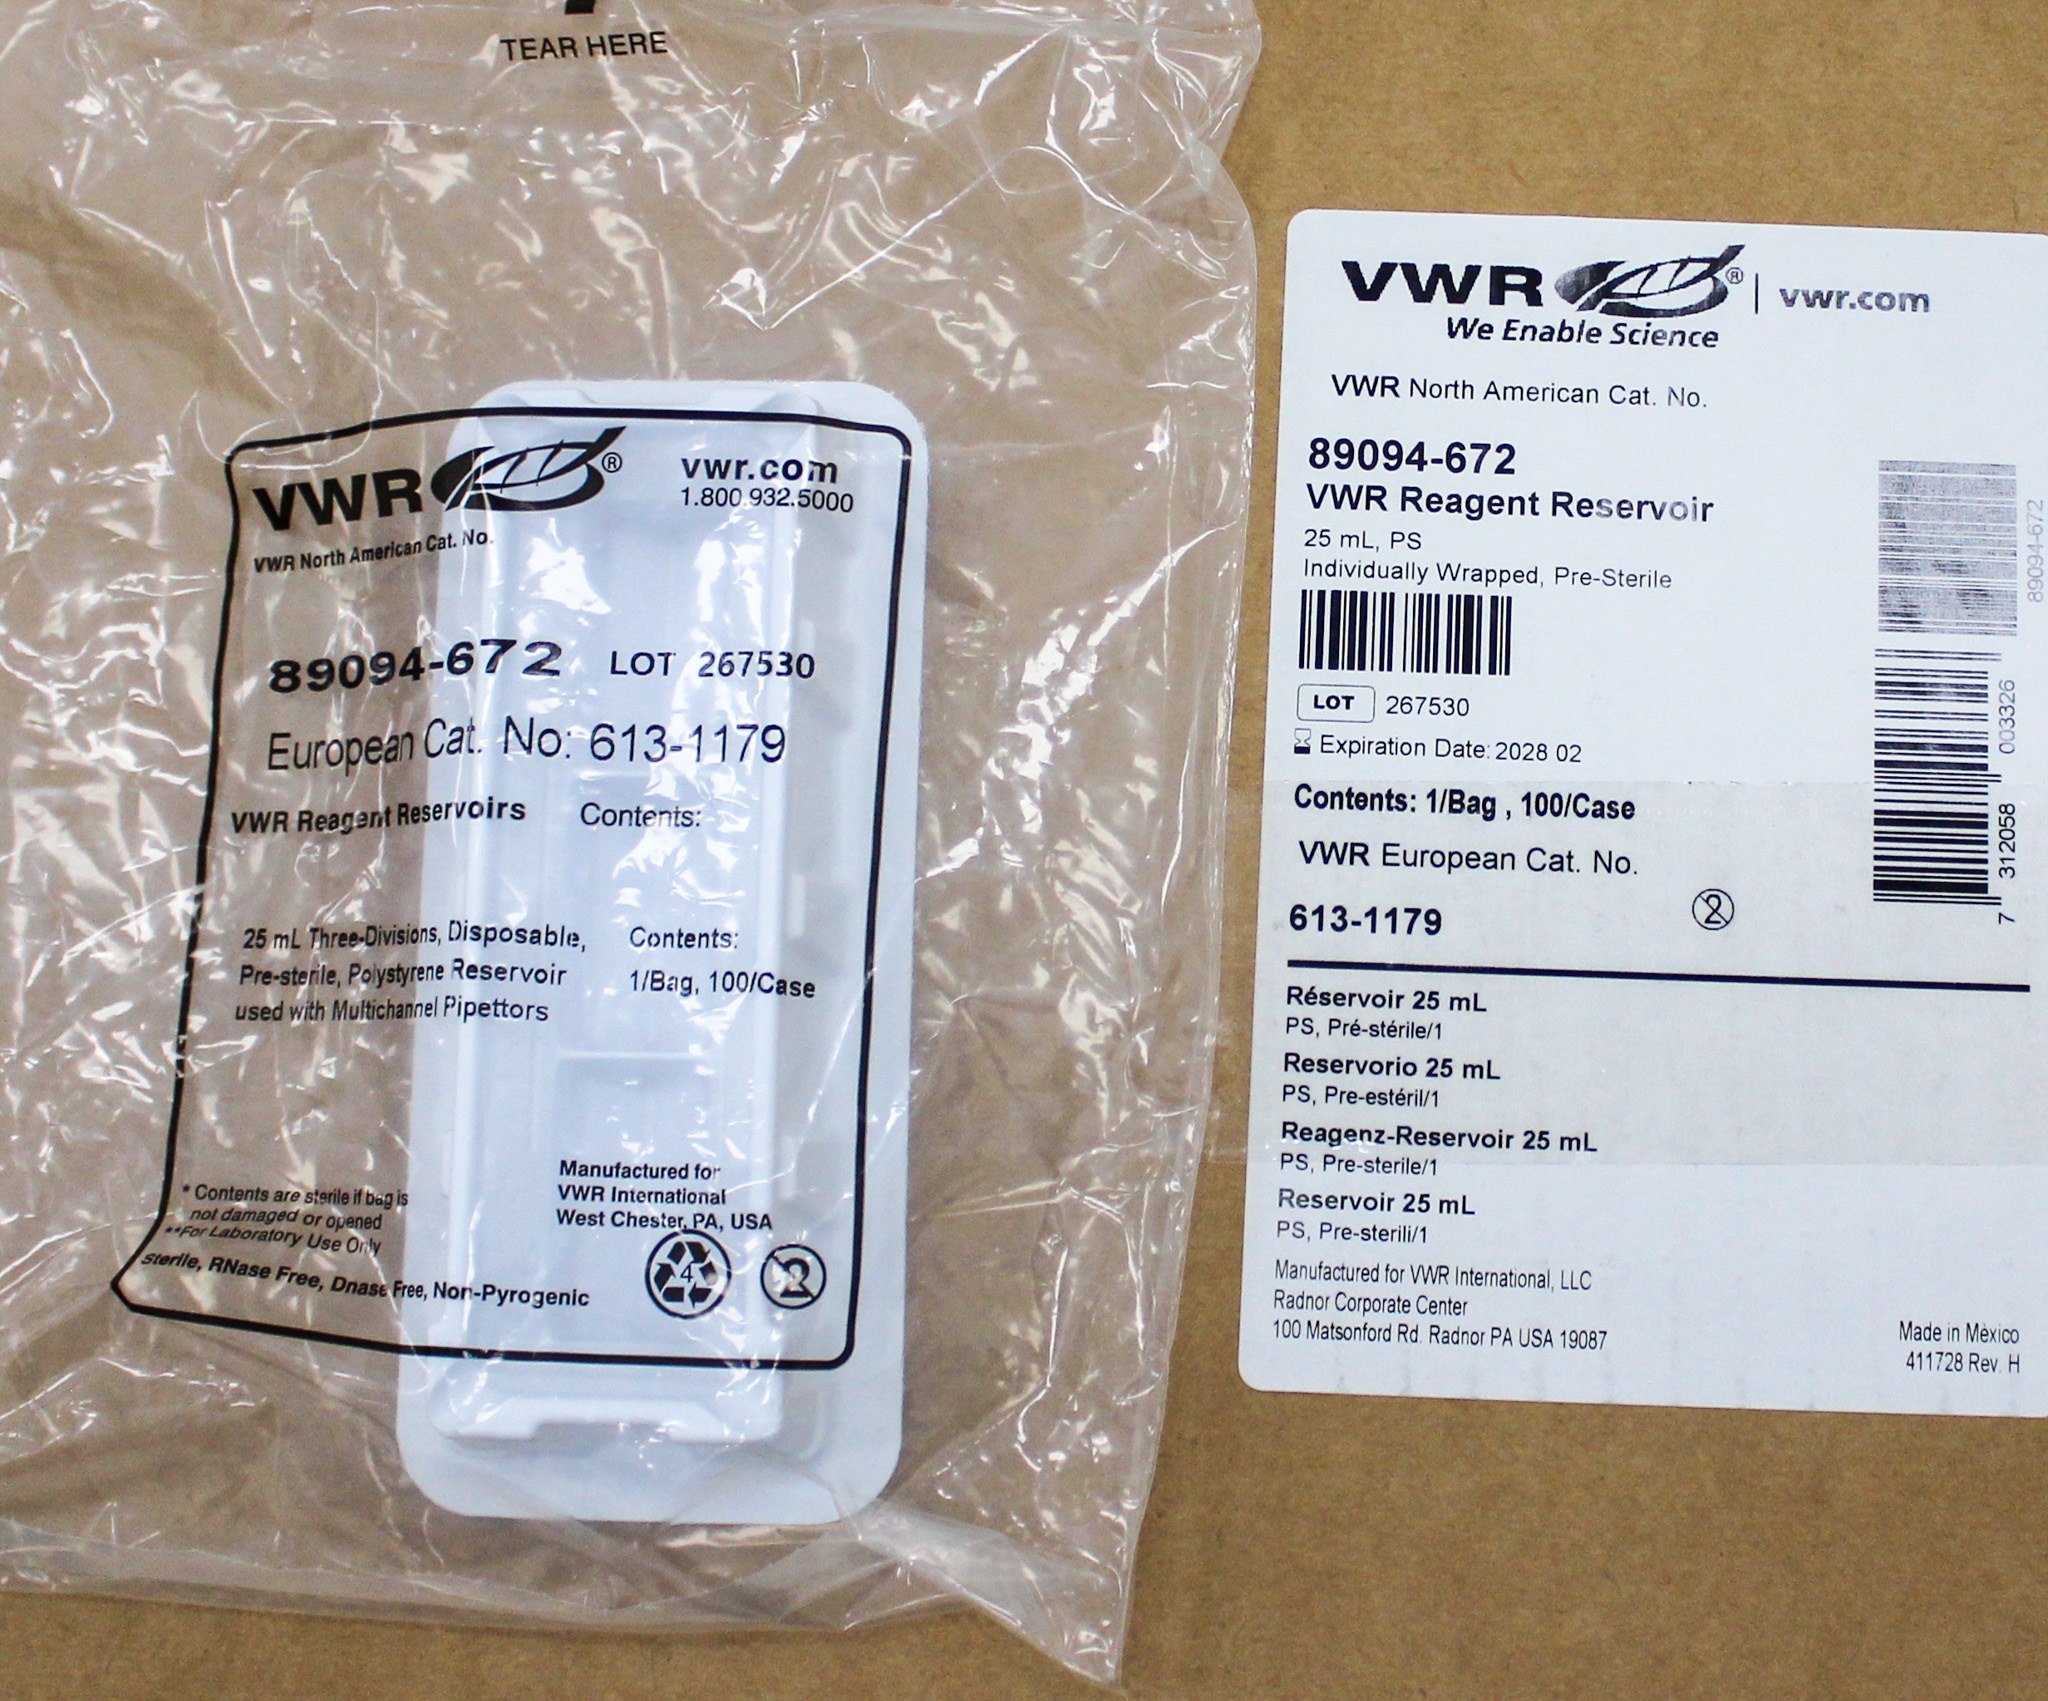 TEAR HERE
VWR® vwr.com
1.800.932.5000
VWR North American Cat. No.
89094-672 LOT 267530
European Cat. No: 613-1179
VWR Reagent Reservoirs Contents:
25 mL Three-Divisions, Disposable, Contents:
Pre-sterile, Polystyrene Reservoir 1/Bag, 100/Case
used with Multichannel Pipettors
Manufactured for
VWR International
West Chester, PA, USA
* Contents are sterile if bag is
not damaged or opened
**For Laboratory Use Only
sterile, RNase Free, Dnase Free, Non-Pyrogenic
4
2
VWR® | vwr.com
We Enable Science
VWR North American Cat. No.
89094-672
VWR Reagent Reservoir
25 mL, PS
Individually Wrapped, Pre-Sterile
LOT 267530
Expiration Date: 2028 02
Contents: 1/Bag , 100/Case
VWR European Cat. No.
613-1179
2
89094-672
7 312058 003326
Réservoir 25 mL
PS, Pré-stérile/1
Reservorio 25 mL
PS, Pre-estéril/1
Reagenz-Reservoir 25 mL
PS, Pre-sterile/1
Reservoir 25 mL
PS, Pre-sterili/1
Manufactured for VWR International, LLC
Radnor Corporate Center
100 Matsonford Rd. Radnor PA USA 19087
Made in México
411728 Rev. H